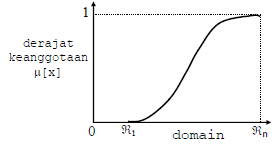 1
derajat
keanggotaan
μ[x]
0
ℜ1
domain
ℜn